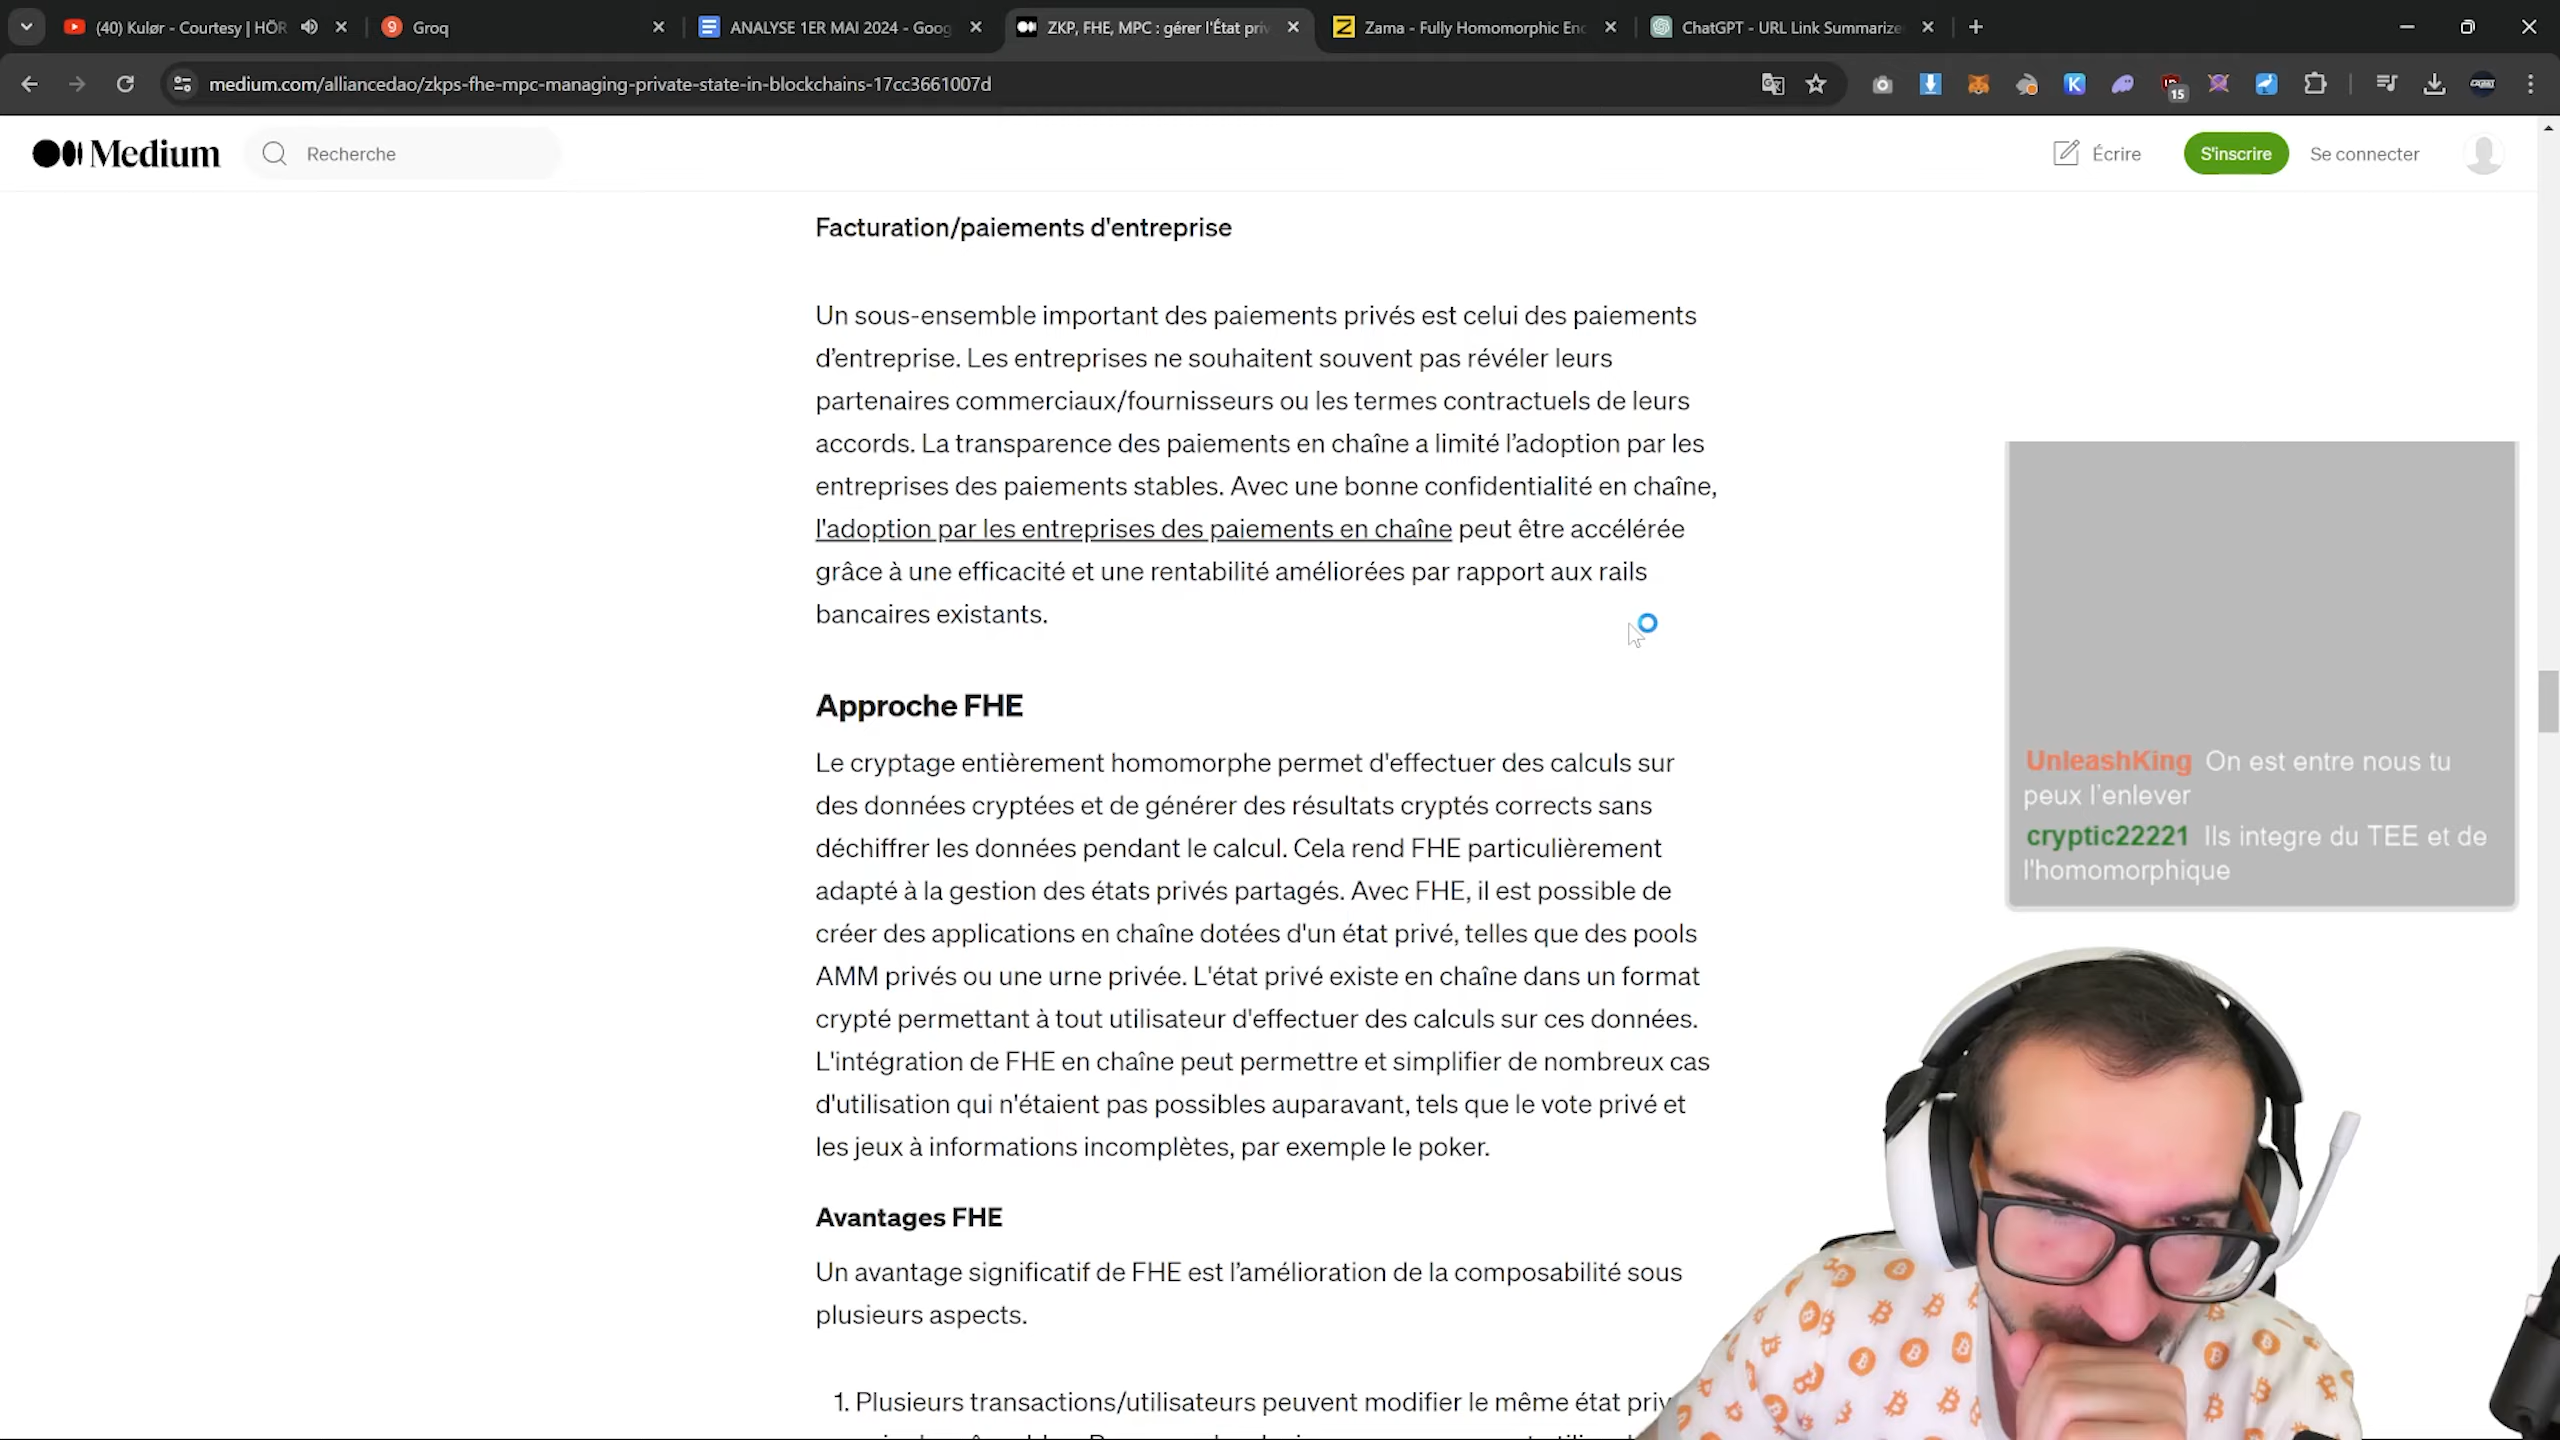 (40) Kulør - Courtesy | HÖR
Groq
ANALYSE 1ER MAI 2024 - Goog
ZKP, FHE, MPC : gérer l'État priv
Zama - Fully Homomorphic Enc
ChatGPT - URL Link Summarize
medium.com/alliancedao/zkps-fhe-mpc-managing-private-state-in-blockchains-17cc3661007d
15
Medium
Recherche
Écrire
S'inscrire
Se connecter
Facturation/paiements d'entreprise
Un sous-ensemble important des paiements privés est celui des paiements
d’entreprise. Les entreprises ne souhaitent souvent pas révéler leurs
partenaires commerciaux/fournisseurs ou les termes contractuels de leurs
accords. La transparence des paiements en chaîne a limité l’adoption par les
entreprises des paiements stables. Avec une bonne confidentialité en chaîne,
l'adoption par les entreprises des paiements en chaîne peut être accélérée
grâce à une efficacité et une rentabilité améliorées par rapport aux rails
bancaires existants.
Approche FHE
Le cryptage entièrement homomorphe permet d'effectuer des calculs sur
des données cryptées et de générer des résultats cryptés corrects sans
déchiffrer les données pendant le calcul. Cela rend FHE particulièrement
adapté à la gestion des états privés partagés. Avec FHE, il est possible de
créer des applications en chaîne dotées d'un état privé, telles que des pools
AMM privés ou une urne privée. L'état privé existe en chaîne dans un format
crypté permettant à tout utilisateur d'effectuer des calculs sur ces données.
L'intégration de FHE en chaîne peut permettre et simplifier de nombreux cas
d'utilisation qui n'étaient pas possibles auparavant, tels que le vote privé et
les jeux à informations incomplètes, par exemple le poker.
Avantages FHE
Un avantage significatif de FHE est l’amélioration de la composabilité sous
plusieurs aspects.
1. Plusieurs transactions/utilisateurs peuvent modifier le même état priv
UnleashKing On est entre nous tu
peux l'enlever
cryptic22221 Ils integre du TEE et de
l'homomorphique